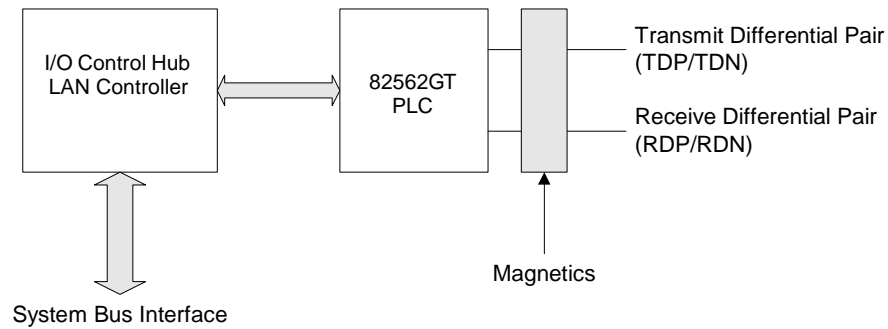 I/O Control Hub
LAN Controller
82562GT
PLC
Transmit Differential Pair
(TDP/TDN)
Receive Differential Pair
(RDP/RDN)
Magnetics
System Bus Interface